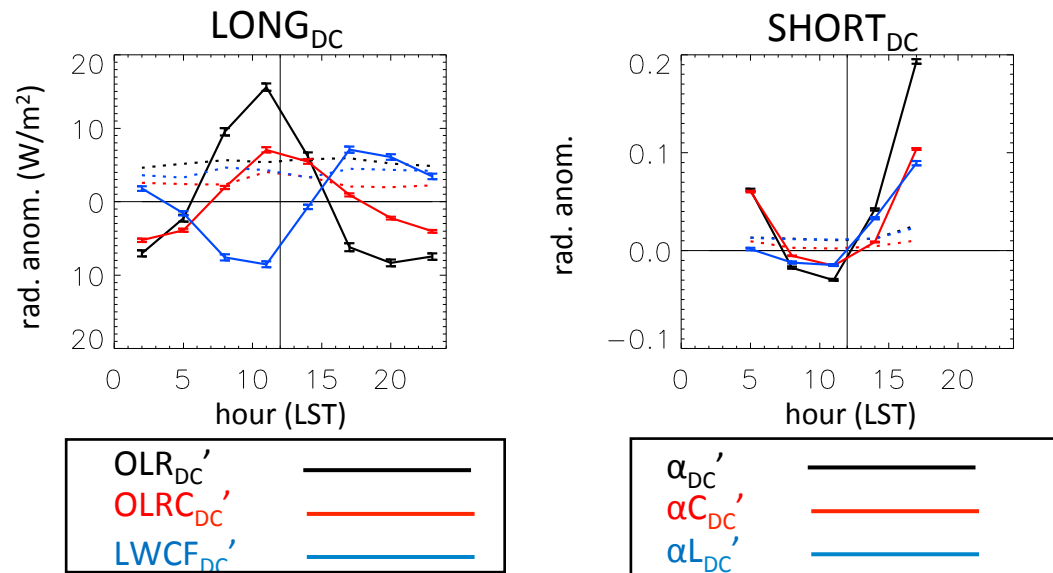 LONG_DC
rad. anom. (W/m²)
20
10
0
10
20
0 5 10 15 20
hour (LST)
OLR_DC'
OLRC_DC'
LWCF_DC'
SHORT_DC
rad. anom.
0.2
0.1
0.0
−0.1
0 5 10 15 20
hour (LST)
α_DC'
αC_DC'
αL_DC'